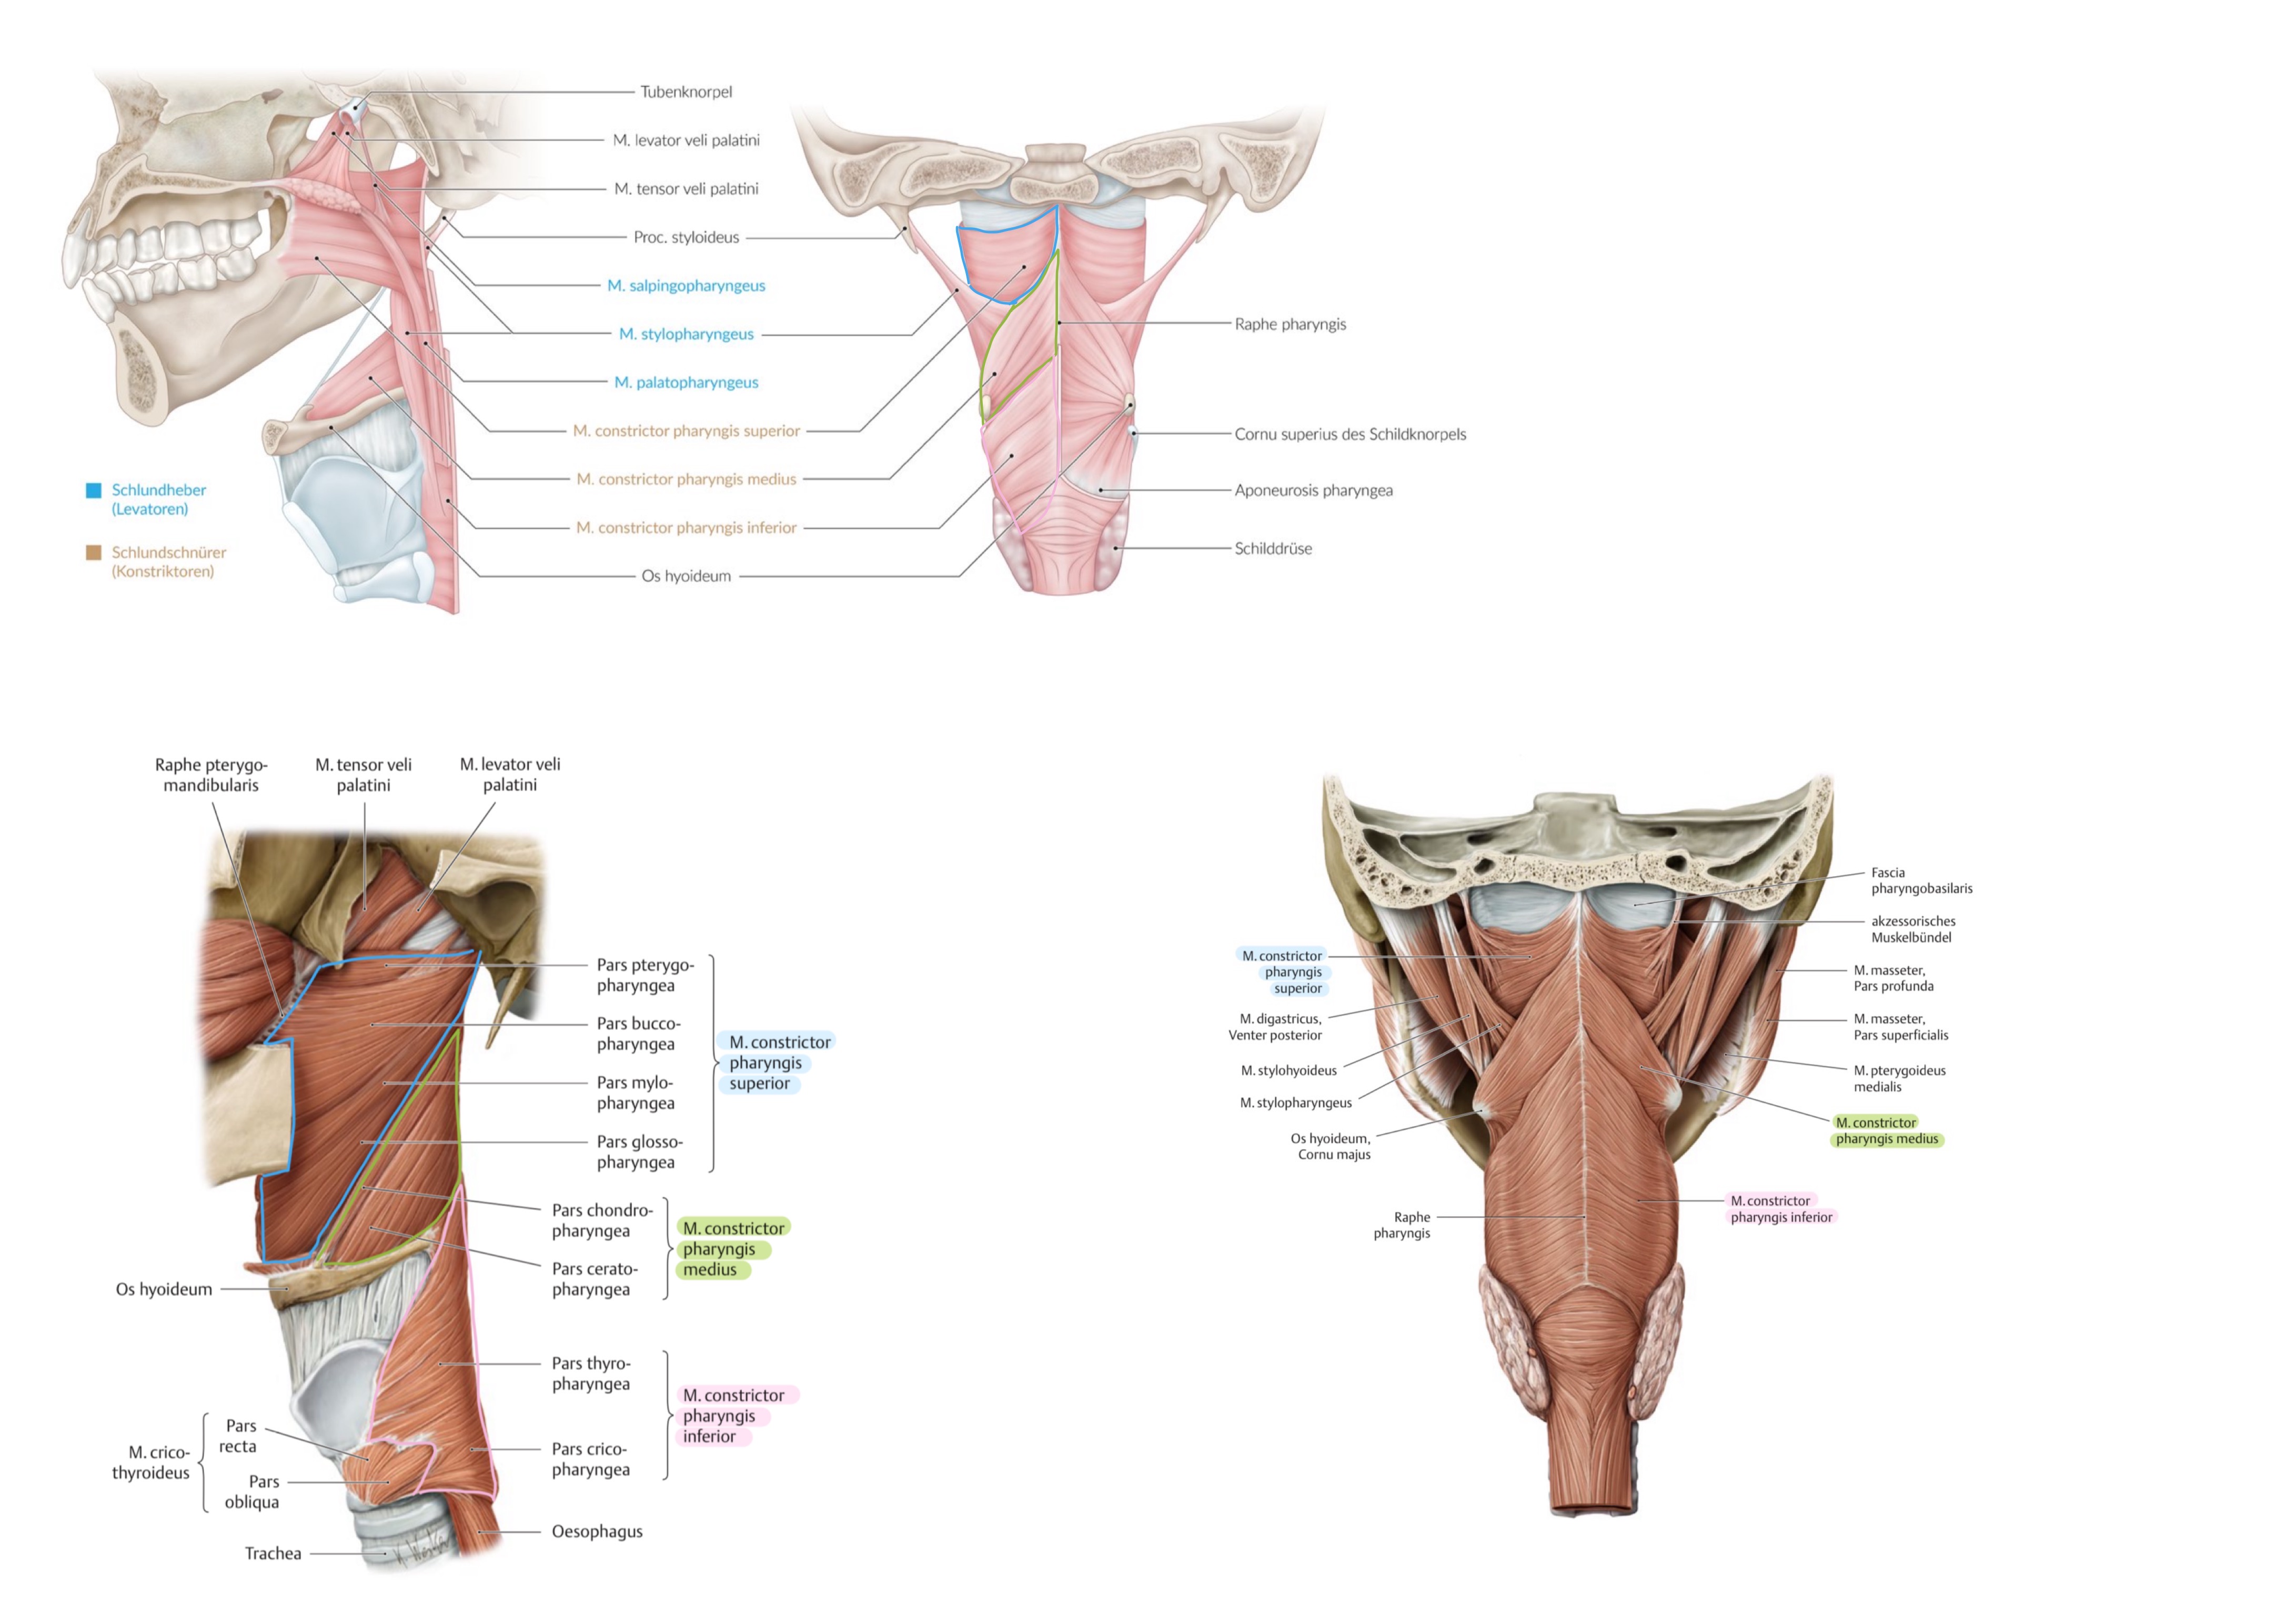 Tubenknorpel
M. levator veli palatini
M. tensor veli palatini
Proc. styloideus
M. salpingopharyngeus
M. stylopharyngeus
M. palatopharyngeus
M. constrictor pharyngis superior
M. constrictor pharyngis medius
M. constrictor pharyngis inferior
Os hyoideum
Schlundheber
(Levatoren)
Schlundschnürer
(Konstriktoren)
Raphe pharyngis
Cornu superius des Schildknorpels
Aponeurosis pharyngea
Schilddrüse
Raphe pterygo-
mandibularis
M. tensor veli
palatini
M. levator veli
palatini
Pars pterygo-
pharyngea
Pars bucco-
pharyngea
Pars mylo-
pharyngea
Pars glosso-
pharyngea
M. constrictor
pharyngis
superior
Pars chondro-
pharyngea
Pars cerato-
pharyngea
M. constrictor
pharyngis
medius
Os hyoideum
Pars thyro-
pharyngea
Pars crico-
pharyngea
M. constrictor
pharyngis
inferior
M. crico-
thyroideus
Pars
recta
Pars
obliqua
Oesophagus
Trachea
M. constrictor
pharyngis
superior
M. digastricus,
Venter posterior
M. stylohyoideus
M. stylopharyngeus
Os hyoideum,
Cornu majus
Raphe
pharyngis
Fascia
pharyngobasilaris
akzessorisches
Muskelbündel
M. masseter,
Pars profunda
M. masseter,
Pars superficialis
M. pterygoideus
medialis
M. constrictor
pharyngis medius
M. constrictor
pharyngis inferior